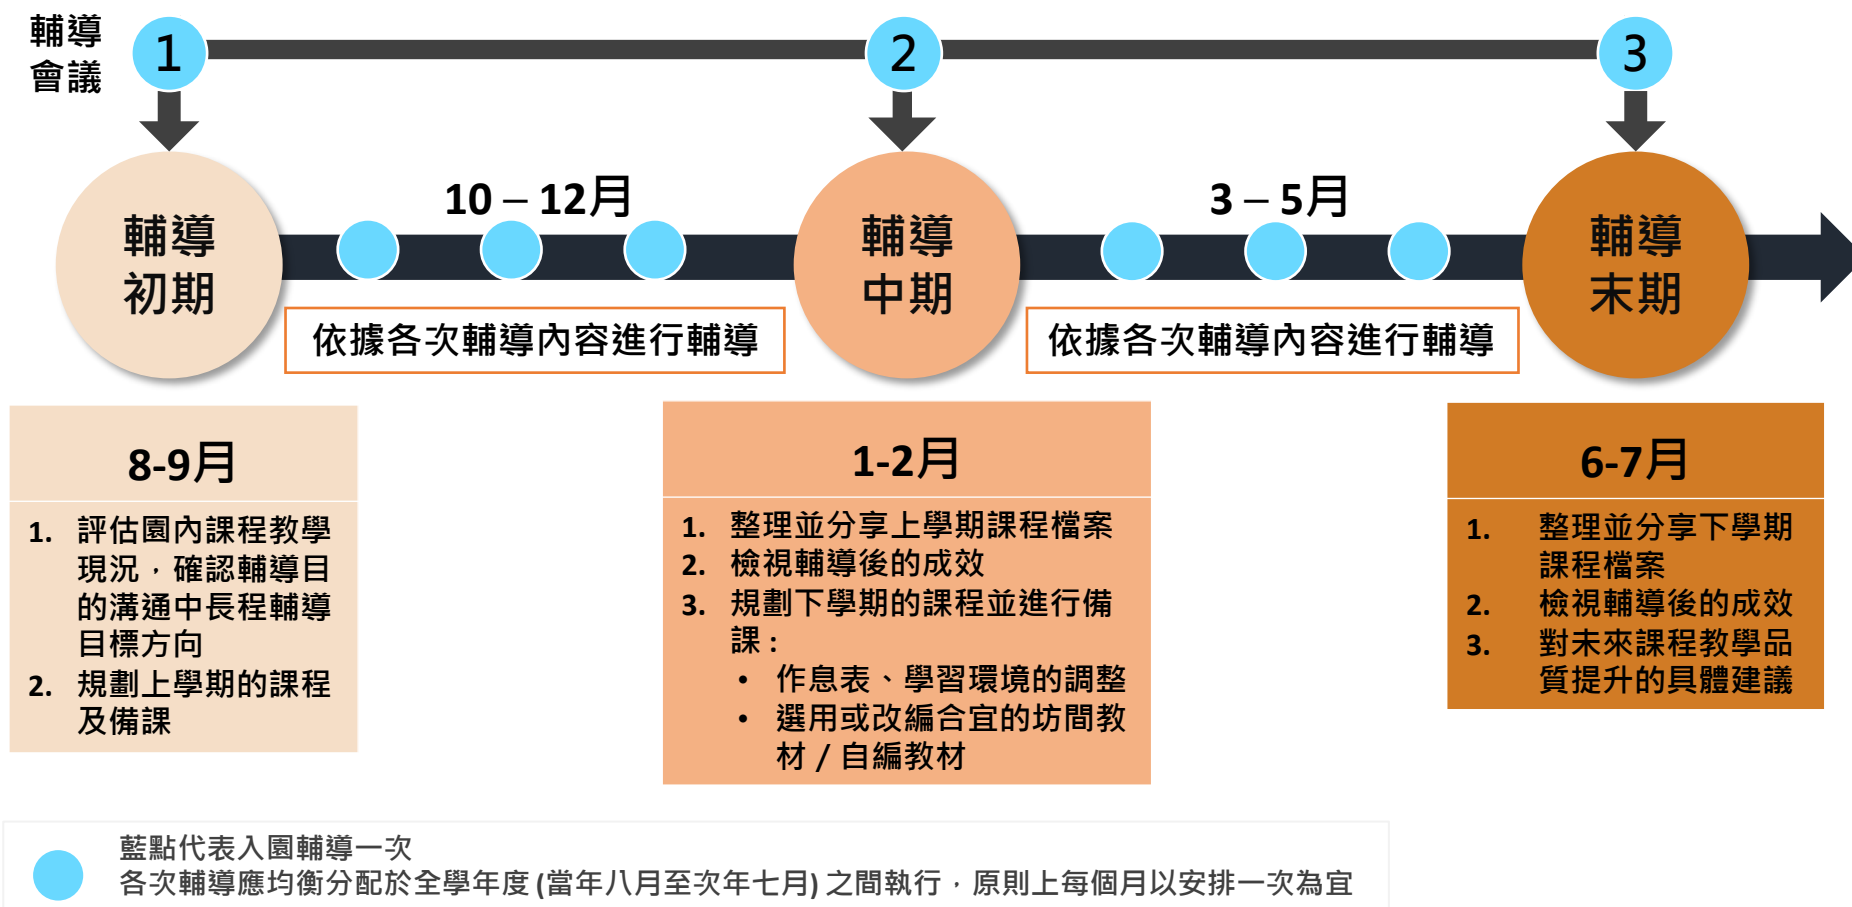 輔導
會議
1
2
3
輔導
初期
10 – 12月
依據各次輔導內容進行輔導
輔導
中期
3 – 5月
依據各次輔導內容進行輔導
輔導
末期
8-9月
1. 評估園內課程教學
現況，確認輔導目
的溝通中長程輔導
目標方向
2. 規劃上學期的課程
及備課
1-2月
1. 整理並分享上學期課程檔案
2. 檢視輔導後的成效
3. 規劃下學期的課程並進行備
課：
• 作息表、學習環境的調整
• 選用或改編合宜的坊間教
材 / 自編教材
6-7月
1. 整理並分享下學期
課程檔案
2. 檢視輔導後的成效
3. 對未來課程教學品
質提升的具體建議
藍點代表入園輔導一次
各次輔導應均衡分配於全學年度 (當年八月至次年七月) 之間執行，原則上每個月以安排一次為宜